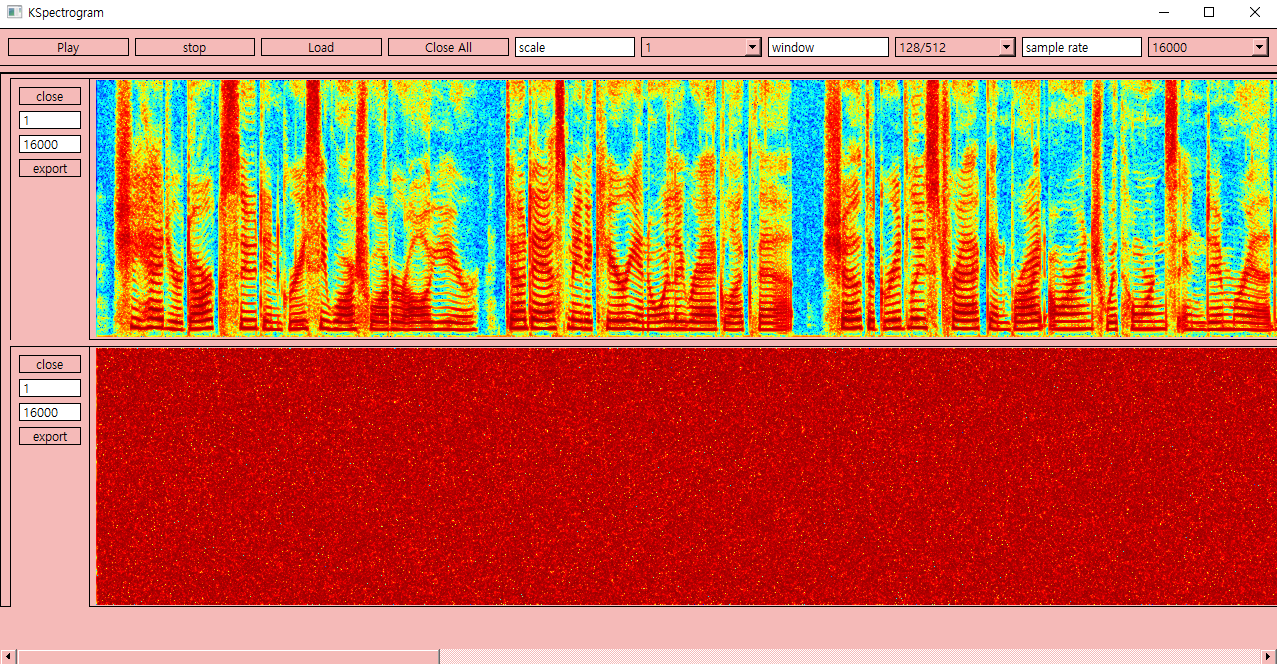 KSpectrogram
Play stop Load Close All scale 1 window 128/512 sample rate 16000
close
1
16000
export
close
1
16000
export